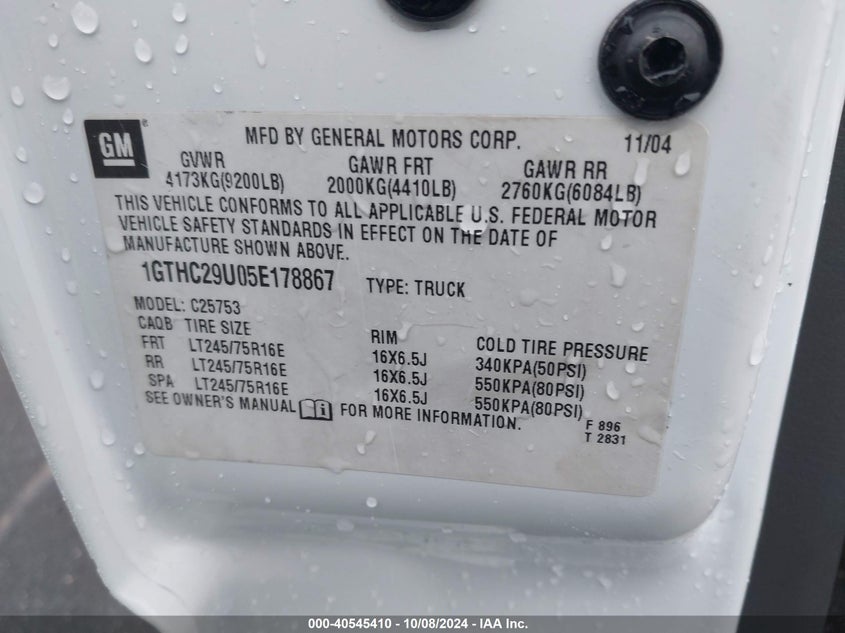 GM ®
MFD BY GENERAL MOTORS CORP. 11/04
GVWR GAWR FRT GAWR RR
4173KG(9200LB) 2000KG(4410LB) 2760KG(6084LB)
THIS VEHICLE CONFORMS TO ALL APPLICABLE U.S. FEDERAL MOTOR
VEHICLE SAFETY STANDARDS IN EFFECT ON THE DATE OF
MANUFACTURE SHOWN ABOVE.
1GTHC29U05E178867 TYPE: TRUCK
MODEL: C25753
CAQB TIRE SIZE RIM COLD TIRE PRESSURE
FRT LT245/75R16E 16X6.5J 340KPA(50PSI)
RR LT245/75R16E 16X6.5J 550KPA(80PSI)
SPA LT245/75R16E 16X6.5J 550KPA(80PSI)
SEE OWNER'S MANUAL FOR MORE INFORMATION.
F 896
T 2831
000-40545410 - 10/08/2024 - IAA Inc.